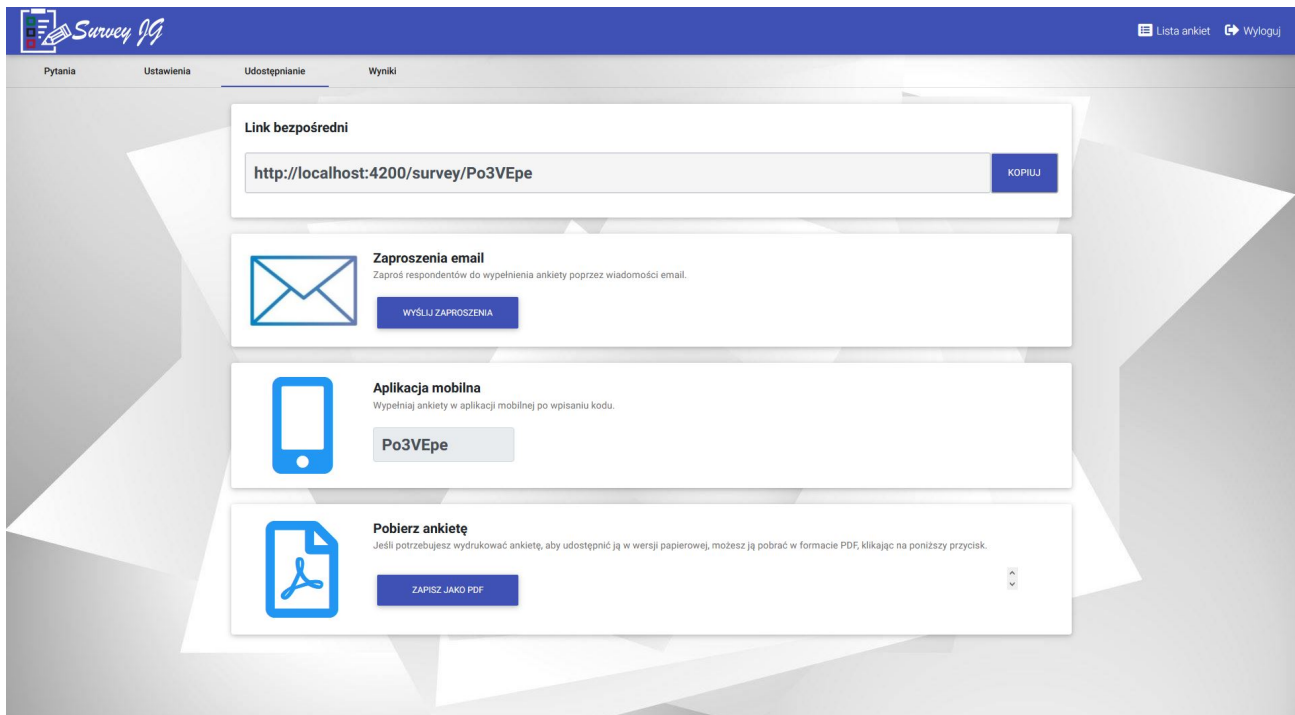 Survey JG
Lista ankiet
Wyloguj
Pytania
Ustawienia
Udostępnianie
Wyniki
Link bezpośredni
http://localhost:4200/survey/Po3VEpe
KOPIUJ
Zaproszenia email
Zaproś respondentów do wypełnienia ankiety poprzez wiadomości email.
WYŚLIJ ZAPROSZENIA
Aplikacja mobilna
Wypełniaj ankiety w aplikacji mobilnej po wpisaniu kodu.
Po3VEpe
Pobierz ankietę
Jeśli potrzebujesz wydrukować ankietę, aby udostępnić ją w wersji papierowej, możesz ją pobrać w formacie PDF, klikając na poniższy przycisk.
ZAPISZ JAKO PDF